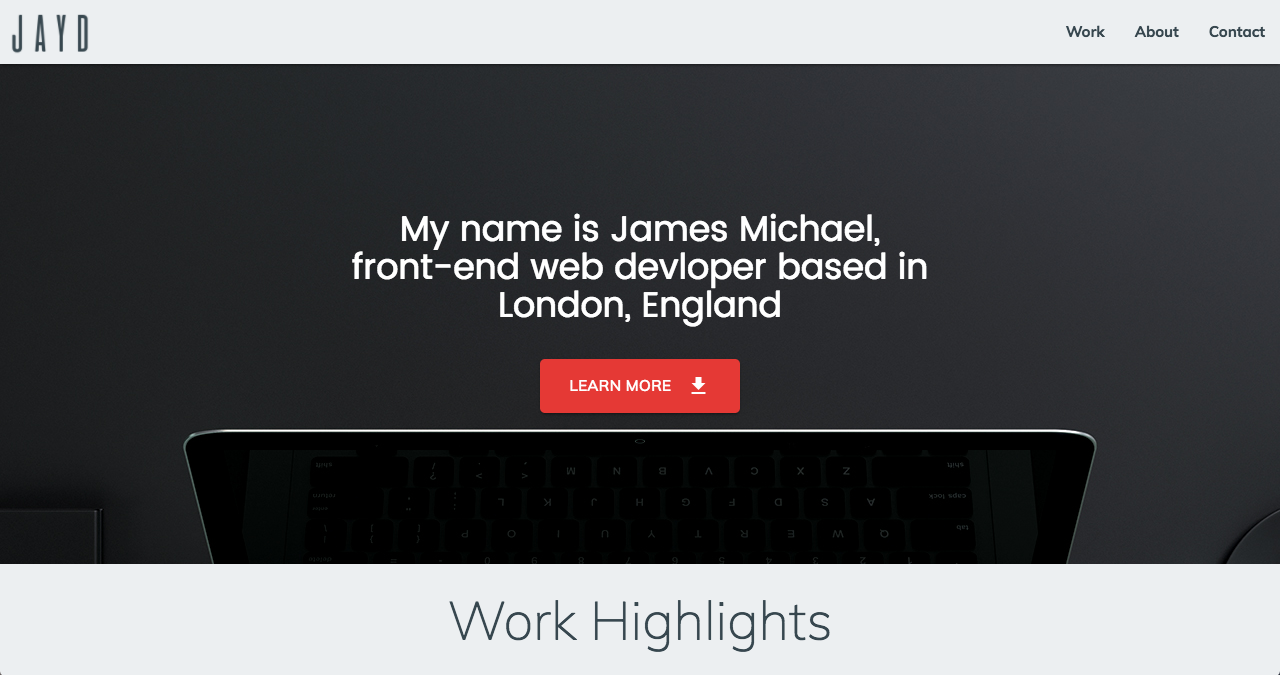 JAYD
Work About Contact
My name is James Michael,
front-end web devloper based in
London, England
LEARN MORE
Work Highlights